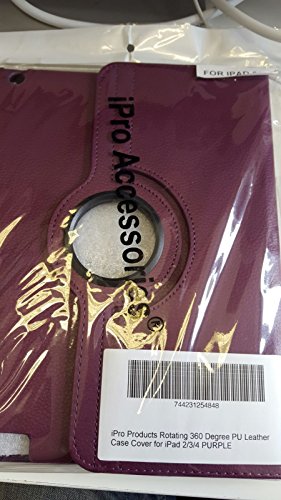 FOR IPAD
iPro Accessories®
744231254848
iPro Products Rotating 360 Degree PU Leather
Case Cover for iPad 2/3/4 PURPLE